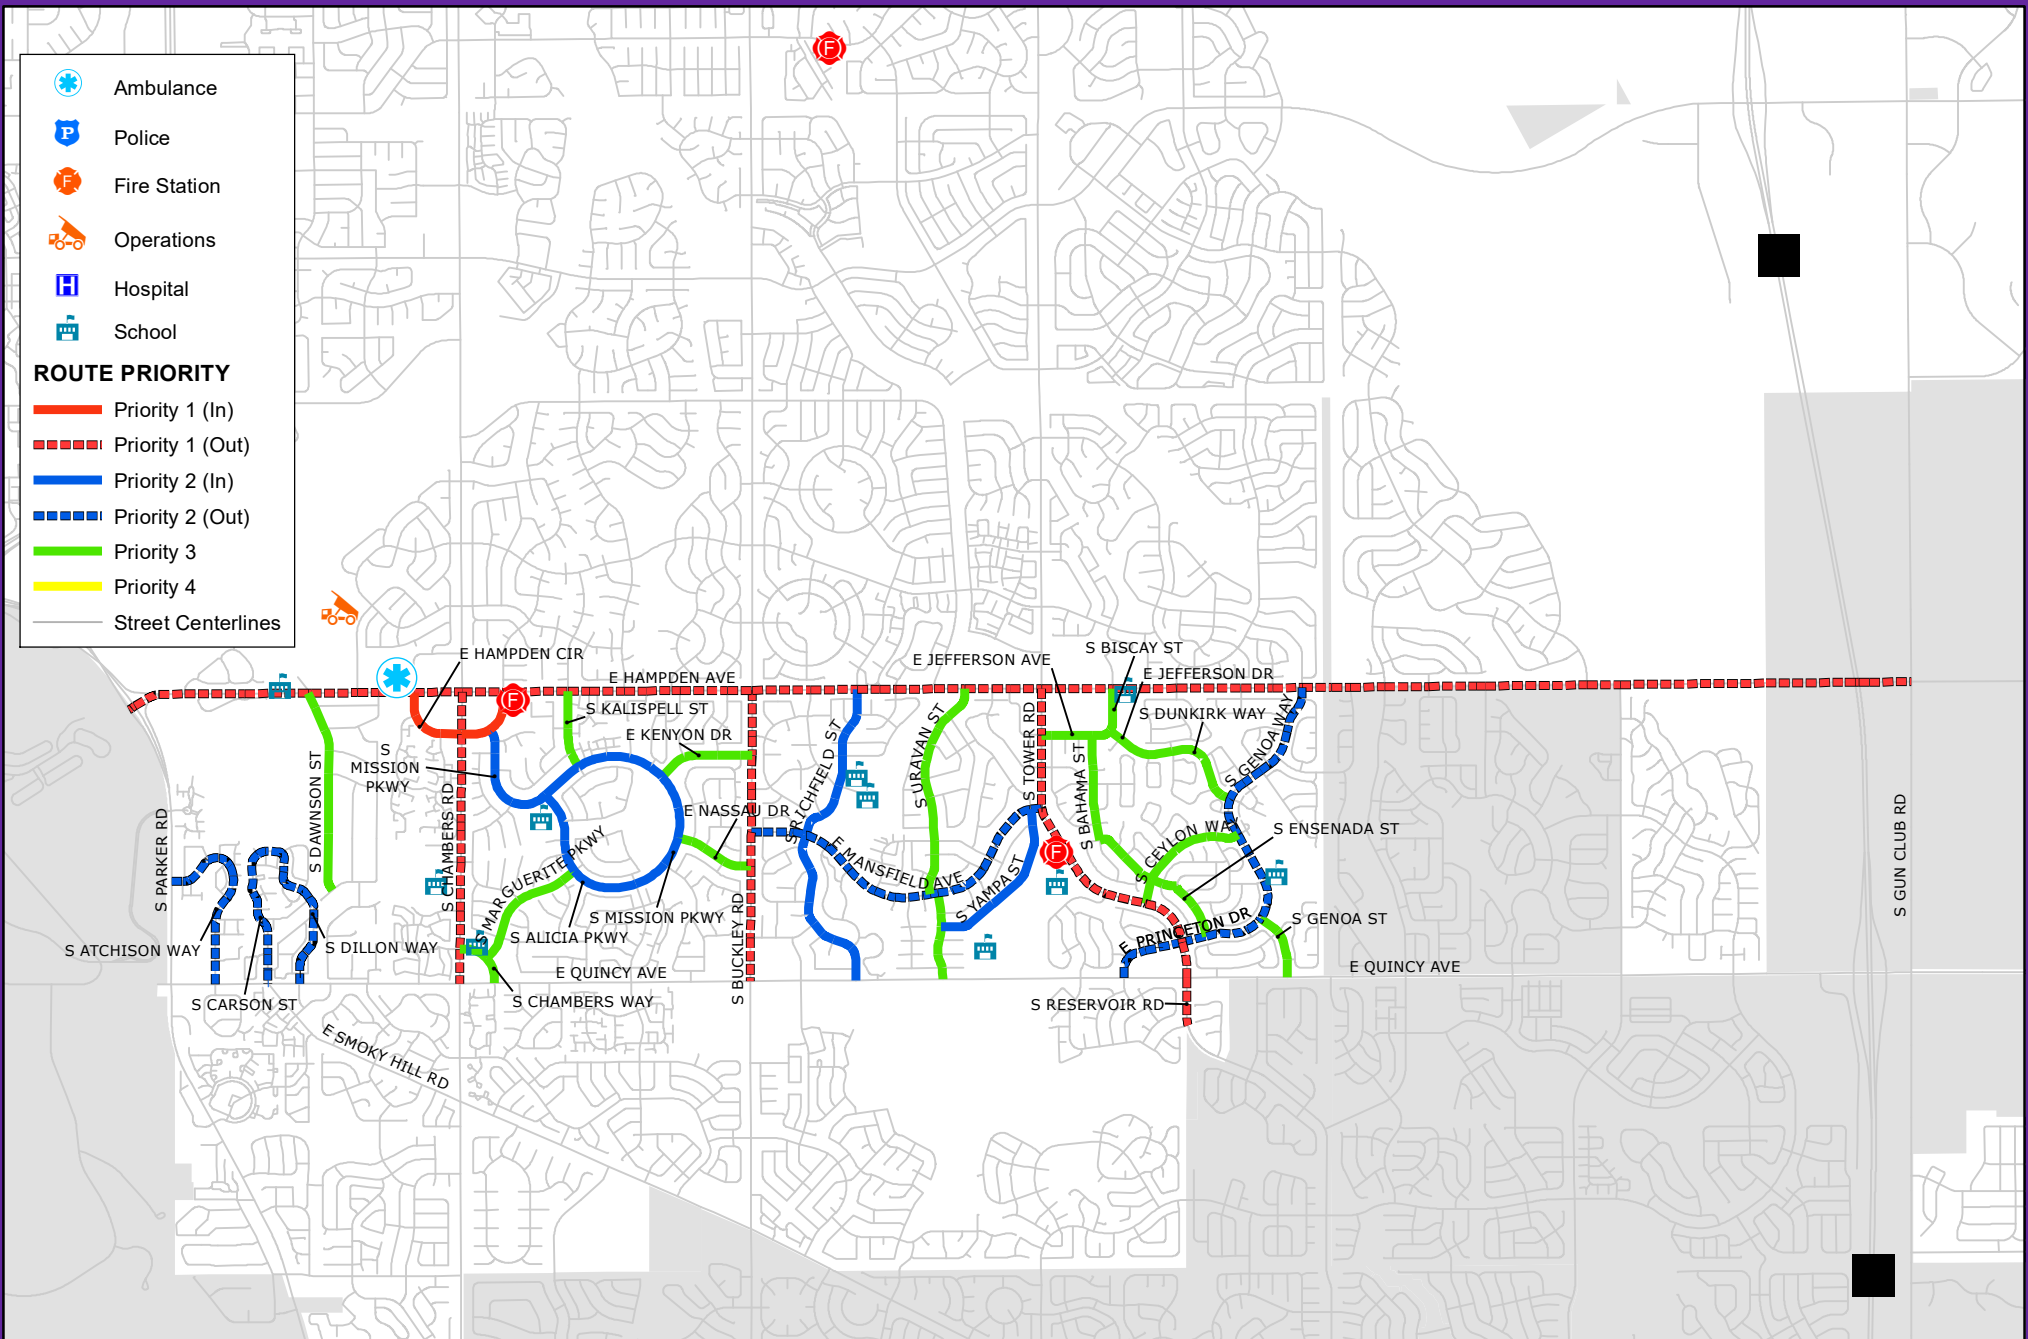 F
Ambulance
P
Police
F
Fire Station
Operations
H
Hospital
School
ROUTE PRIORITY
Priority 1 (In)
Priority 1 (Out)
Priority 2 (In)
Priority 2 (Out)
Priority 3
Priority 4
Street Centerlines
E HAMPDEN CIR
E HAMPDEN AVE
E JEFFERSON AVE
S BISCAY ST
E JEFFERSON DR
F
S KALISPELL ST
S DUNKIRK WAY
E KENYON DR
S
MISSION
PKWY
S DAWNSON ST
S CHAMBERS RD
S PARKER RD
S RICHFIELD ST
S URAVAN ST
S TOWER RD
S BAHAMA ST
S GENOA WAY
E NASSAU DR
S MARGUERITE PKWY
E MANSFIELD AVE
S YAMPA ST
F
S CEYLON WAY
S ENSENADA ST
S GUN CLUB RD
S MISSION PKWY
S ALICIA PKWY
S BUCKLEY RD
E PRINCETON DR
S GENOA ST
S ATCHISON WAY
S DILLON WAY
S CARSON ST
E QUINCY AVE
S CHAMBERS WAY
E QUINCY AVE
S RESERVOIR RD
E SMOKY HILL RD